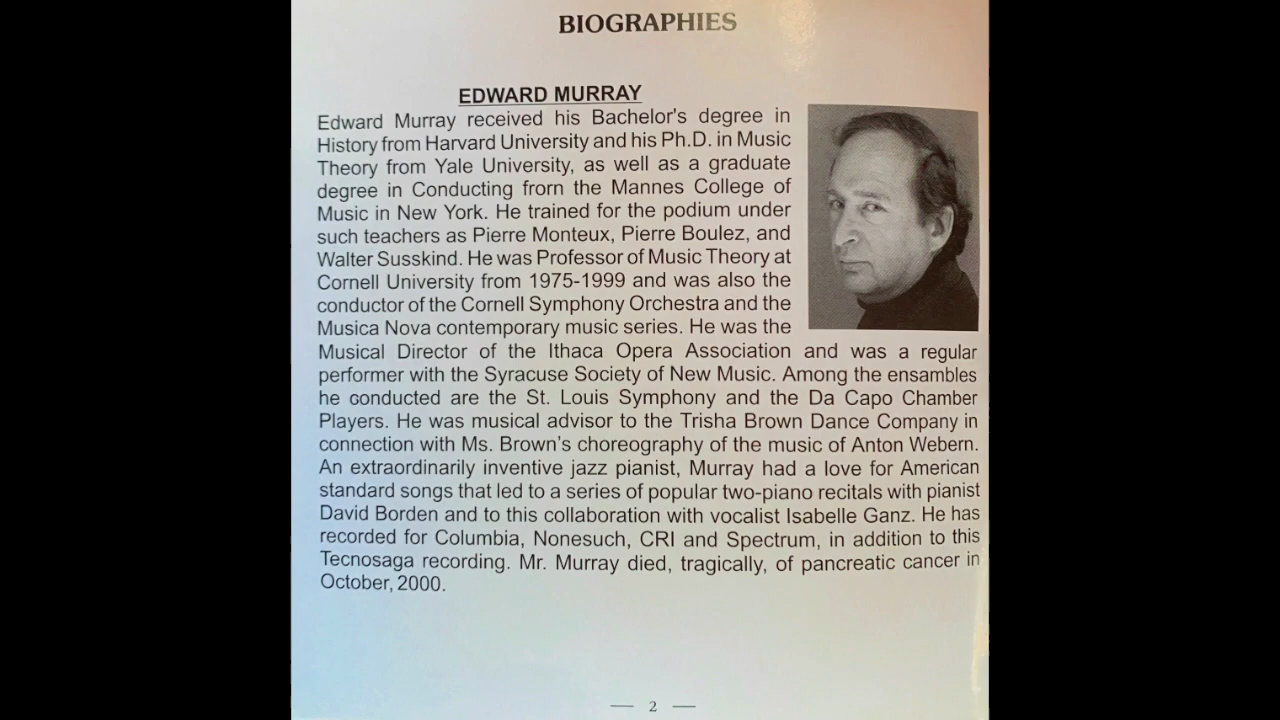 BIOGRAPHIES
EDWARD MURRAY
Edward Murray received his Bachelor's degree in
History from Harvard University and his Ph.D. in Music
Theory from Yale University, as well as a graduate
degree in Conducting frorn the Mannes College of
Music in New York. He trained for the podium under
such teachers as Pierre Monteux, Pierre Boulez, and
Walter Susskind. He was Professor of Music Theory at
Cornell University from 1975-1999 and was also the
conductor of the Cornell Symphony Orchestra and the
Musica Nova contemporary music series. He was the
Musical Director of the Ithaca Opera Association and was a regular
performer with the Syracuse Society of New Music. Among the ensambles
he conducted are the St. Louis Symphony and the Da Capo Chamber
Players. He was musical advisor to the Trisha Brown Dance Company in
connection with Ms. Brown's choreography of the music of Anton Webern.
An extraordinarily inventive jazz pianist, Murray had a love for American
standard songs that led to a series of popular two-piano recitals with pianist
David Borden and to this collaboration with vocalist Isabelle Ganz. He has
recorded for Columbia, Nonesuch, CRI and Spectrum, in addition to this
Tecnosaga recording. Mr. Murray died, tragically, of pancreatic cancer in
October, 2000.
— 2 —